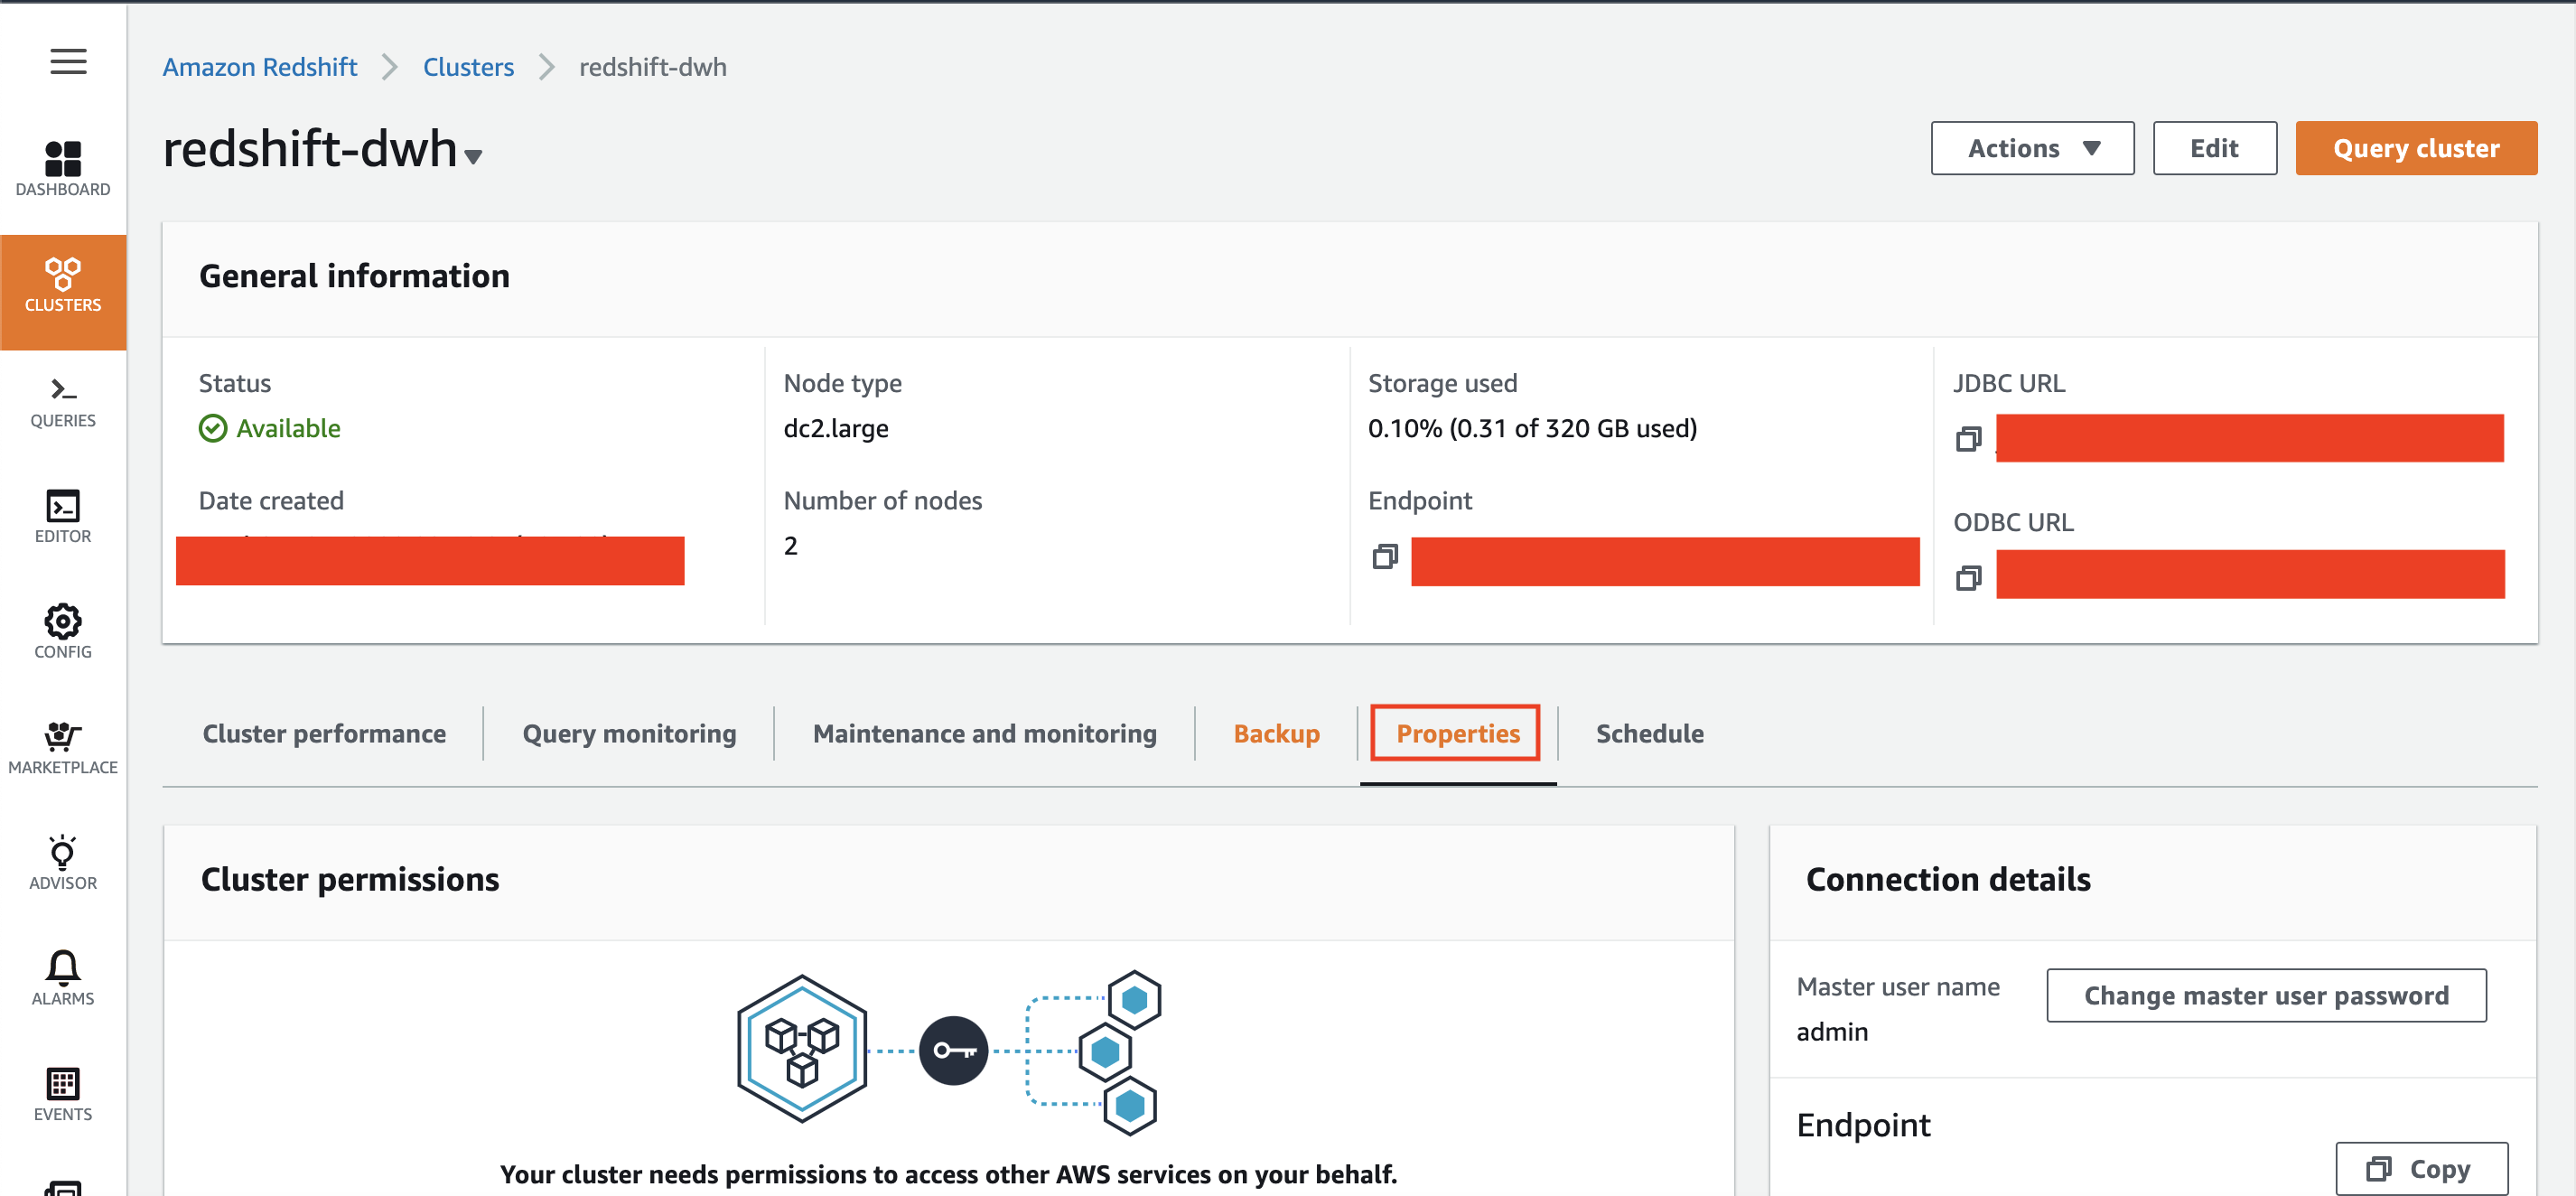 Amazon Redshift > Clusters > redshift-dwh
redshift-dwh
Actions
Edit
Query cluster
DASHBOARD
CLUSTERS
QUERIES
EDITOR
CONFIG
MARKETPLACE
ADVISOR
ALARMS
EVENTS
General information
Status
Available
Date created
Node type
dc2.large
Number of nodes
2
Storage used
0.10% (0.31 of 320 GB used)
Endpoint
JDBC URL
ODBC URL
Cluster performance
Query monitoring
Maintenance and monitoring
Backup
Properties
Schedule
Cluster permissions
Your cluster needs permissions to access other AWS services on your behalf.
Connection details
Master user name
admin
Change master user password
Endpoint
Copy